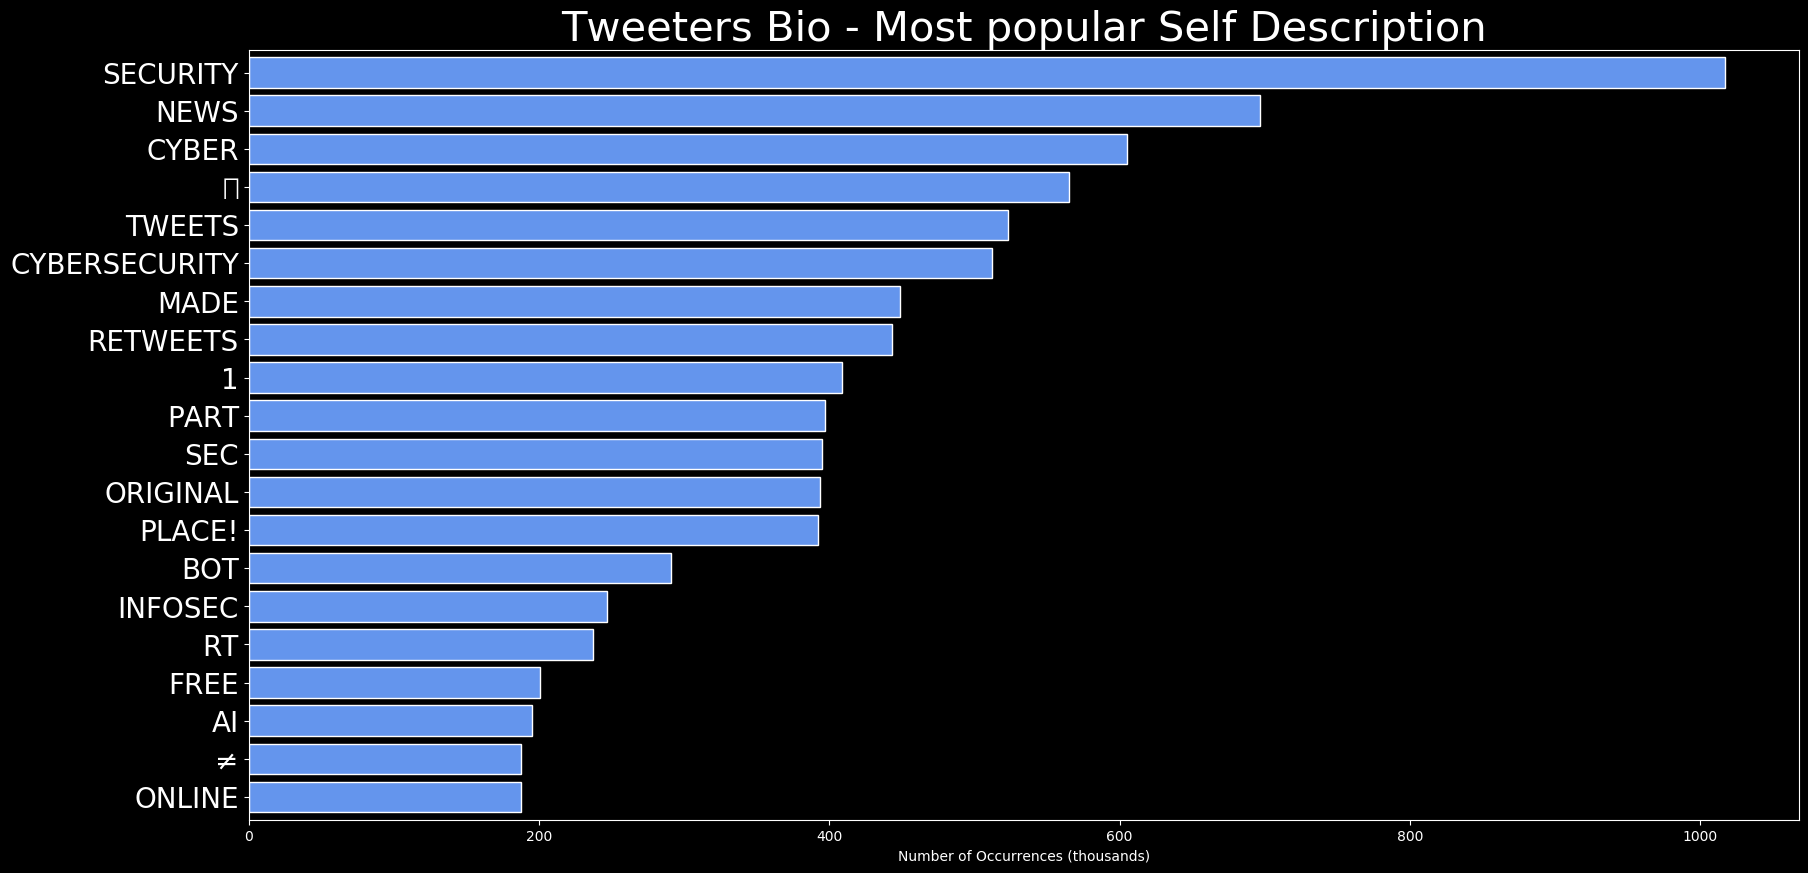 Tweeters Bio - Most popular Self Description
SECURITY
NEWS
CYBER
TWEETS
CYBERSECURITY
MADE
RETWEETS
1
PART
SEC
ORIGINAL
PLACE!
BOT
INFOSEC
RT
FREE
AI
≠
ONLINE
0 200 400 600 800 1000
Number of Occurrences (thousands)